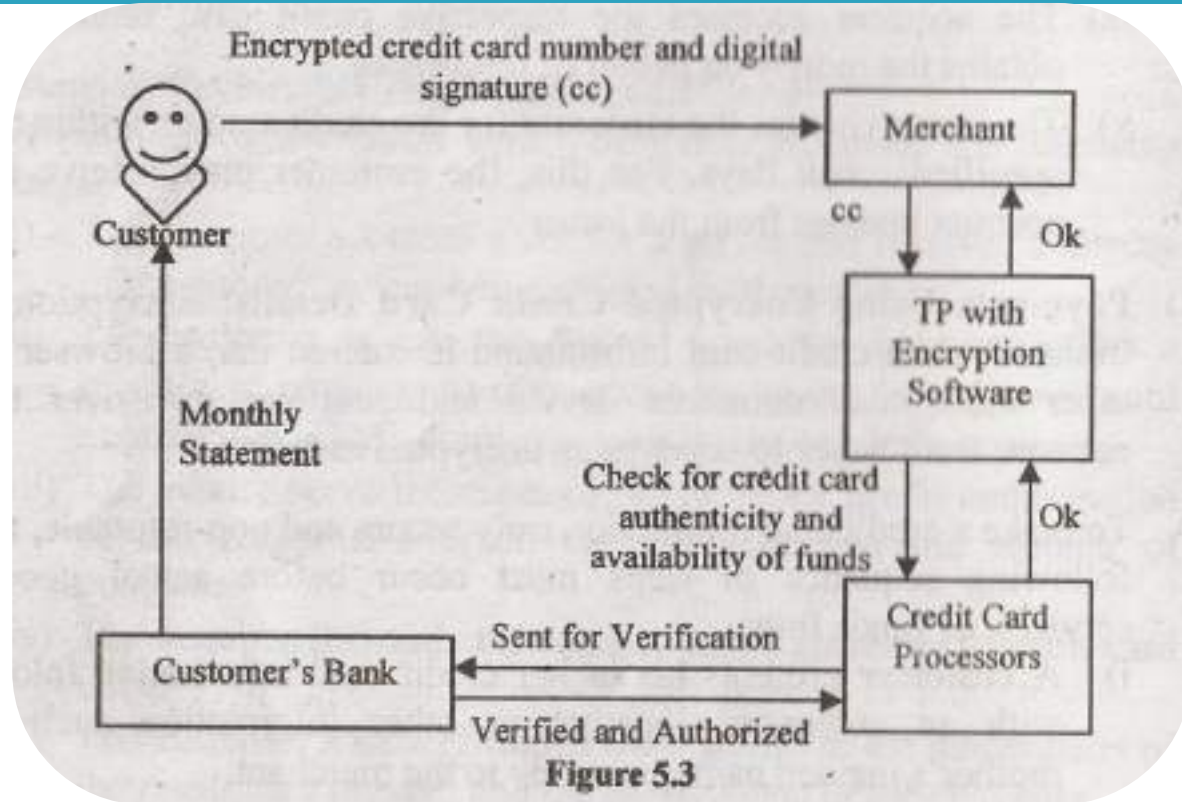 Encrypted credit card number and digital
signature (cc)
Merchant
Customer
cc
Ok
TP with
Encryption
Software
Monthly
Statement
Check for credit card
authenticity and
availability of funds
Ok
Credit Card
Processors
Sent for Verification
Customer's Bank
Verified and Authorized
Figure 5.3